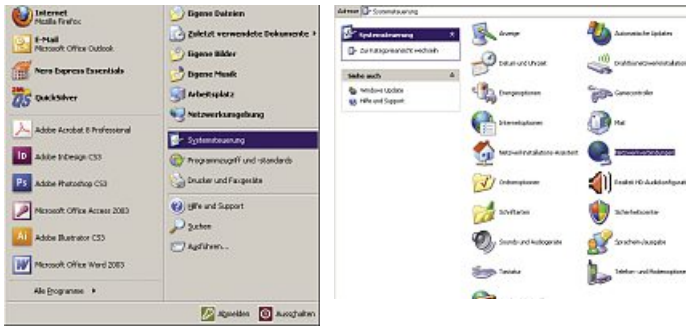 Internet
Mozilla Firefox
E-Mail
Microsoft Office Outlook
Nero Express Essentials
QuickSilver
Adobe Acrobat 8 Professional
Adobe InDesign CS3
Adobe Photoshop CS3
Microsoft Office Access 2003
Adobe Illustrator CS3
Microsoft Office Word 2003
Alle Programme
Eigene Dateien
Zuletzt verwendete Dokumente
Eigene Bilder
Eigene Musik
Arbeitsplatz
Netzwerkumgebung
Systemsteuerung
Programmzugriff und -standards
Drucker und Faxgeräte
Hilfe und Support
Suchen
Ausführen...
Abmelden
Ausschalten
Adresse Systemsteuerung
Systemsteuerung
Zur Kategorieansicht wechseln
Siehe auch
Windows Update
Hilfe und Support
Anzeige
Automatische Updates
Datum und Uhrzeit
Drahtlosnetzwerkinstallation
Energieoptionen
Gamecontroller
Internetoptionen
Mail
Netzwerkinstallations-Assistent
Netzwerkverbindungen
Ordneroptionen
Realtek HD-Audiokonfigurati
Schriftarten
Sicherheitscenter
Sounds und Audiogeräte
Sprachein-/ausgabe
Tastatur
Telefon- und Modemoptionen